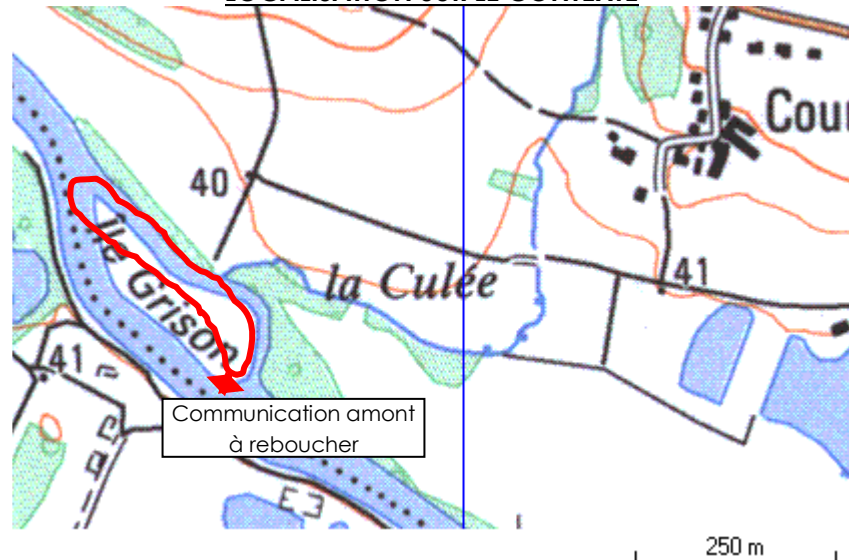 Cour
40
Île Grison
la Culée
41
41
Communication amont
à reboucher
250 m